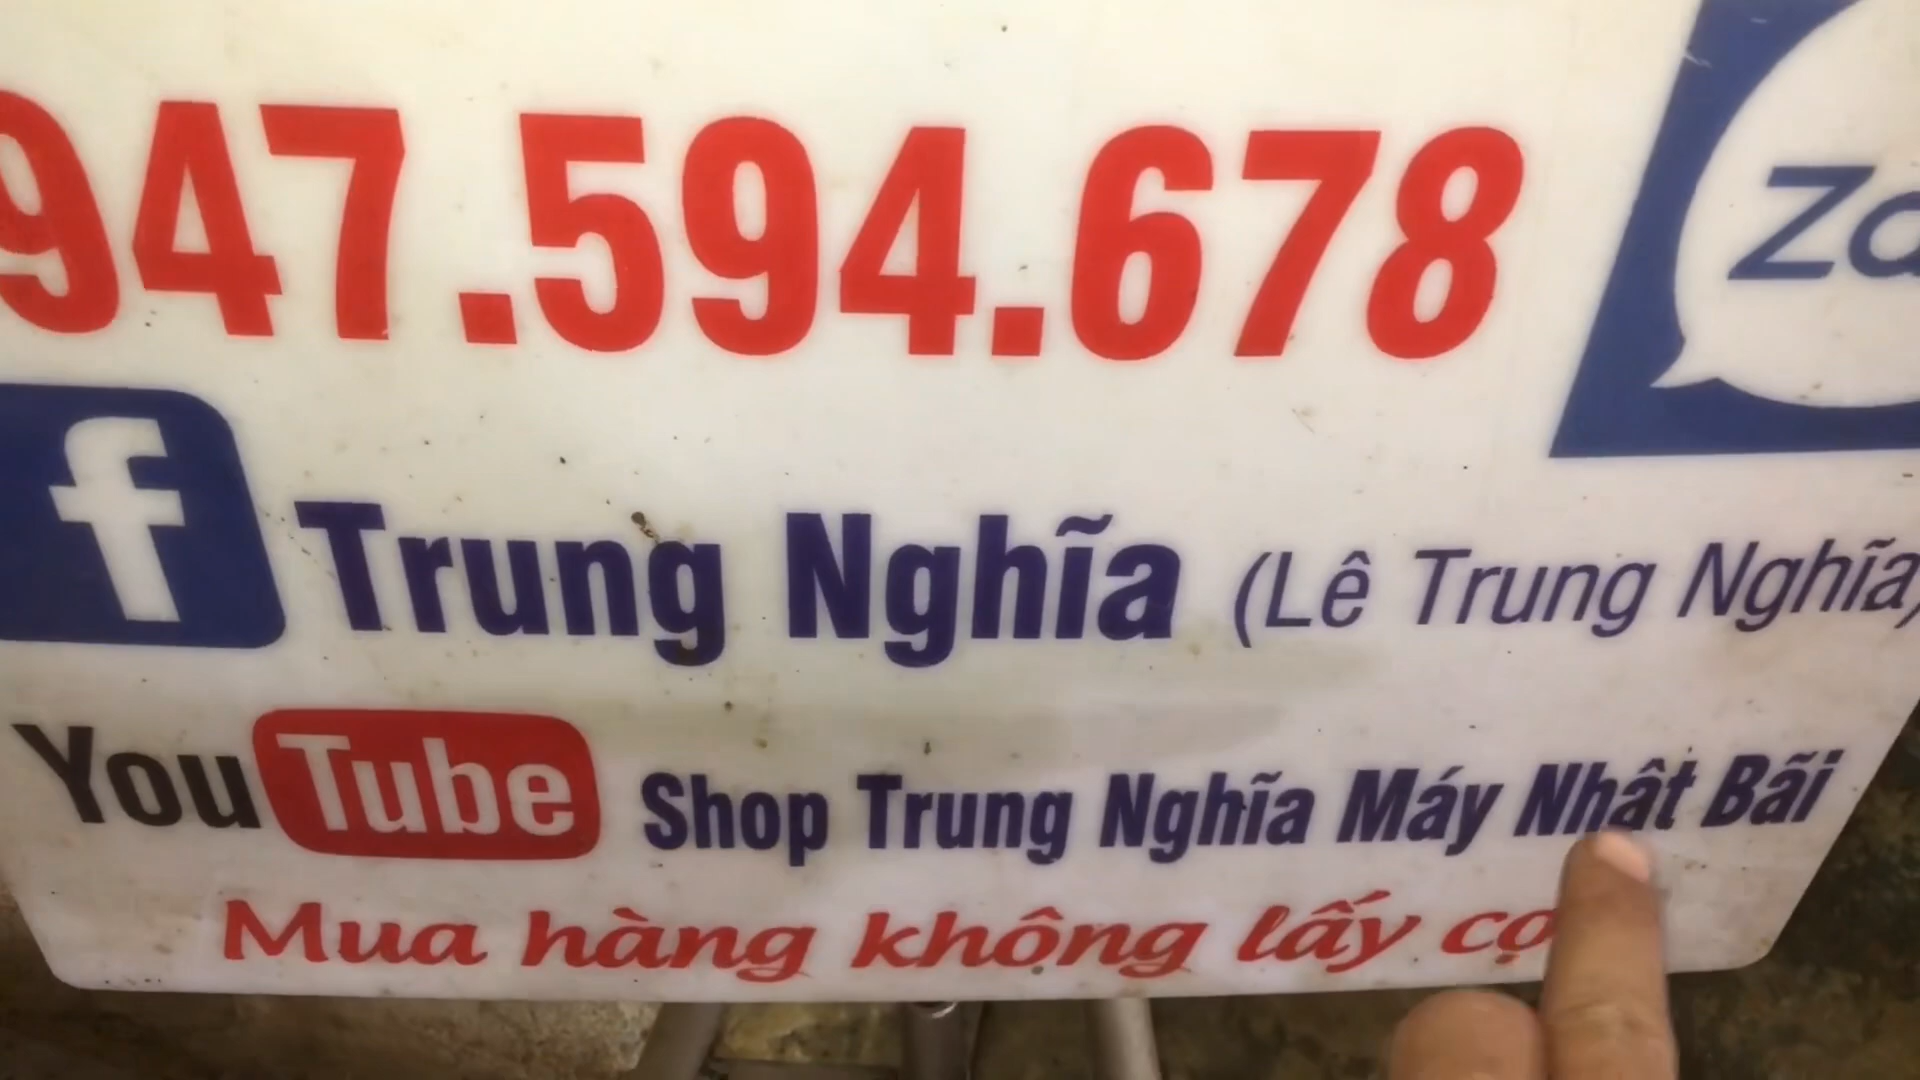 947.594.678
Za
f Trung Nghĩa (Lê Trung Nghĩa)
YouTube Shop Trung Nghĩa Máy Nhật Bãi
Mua hàng không lấy cọ